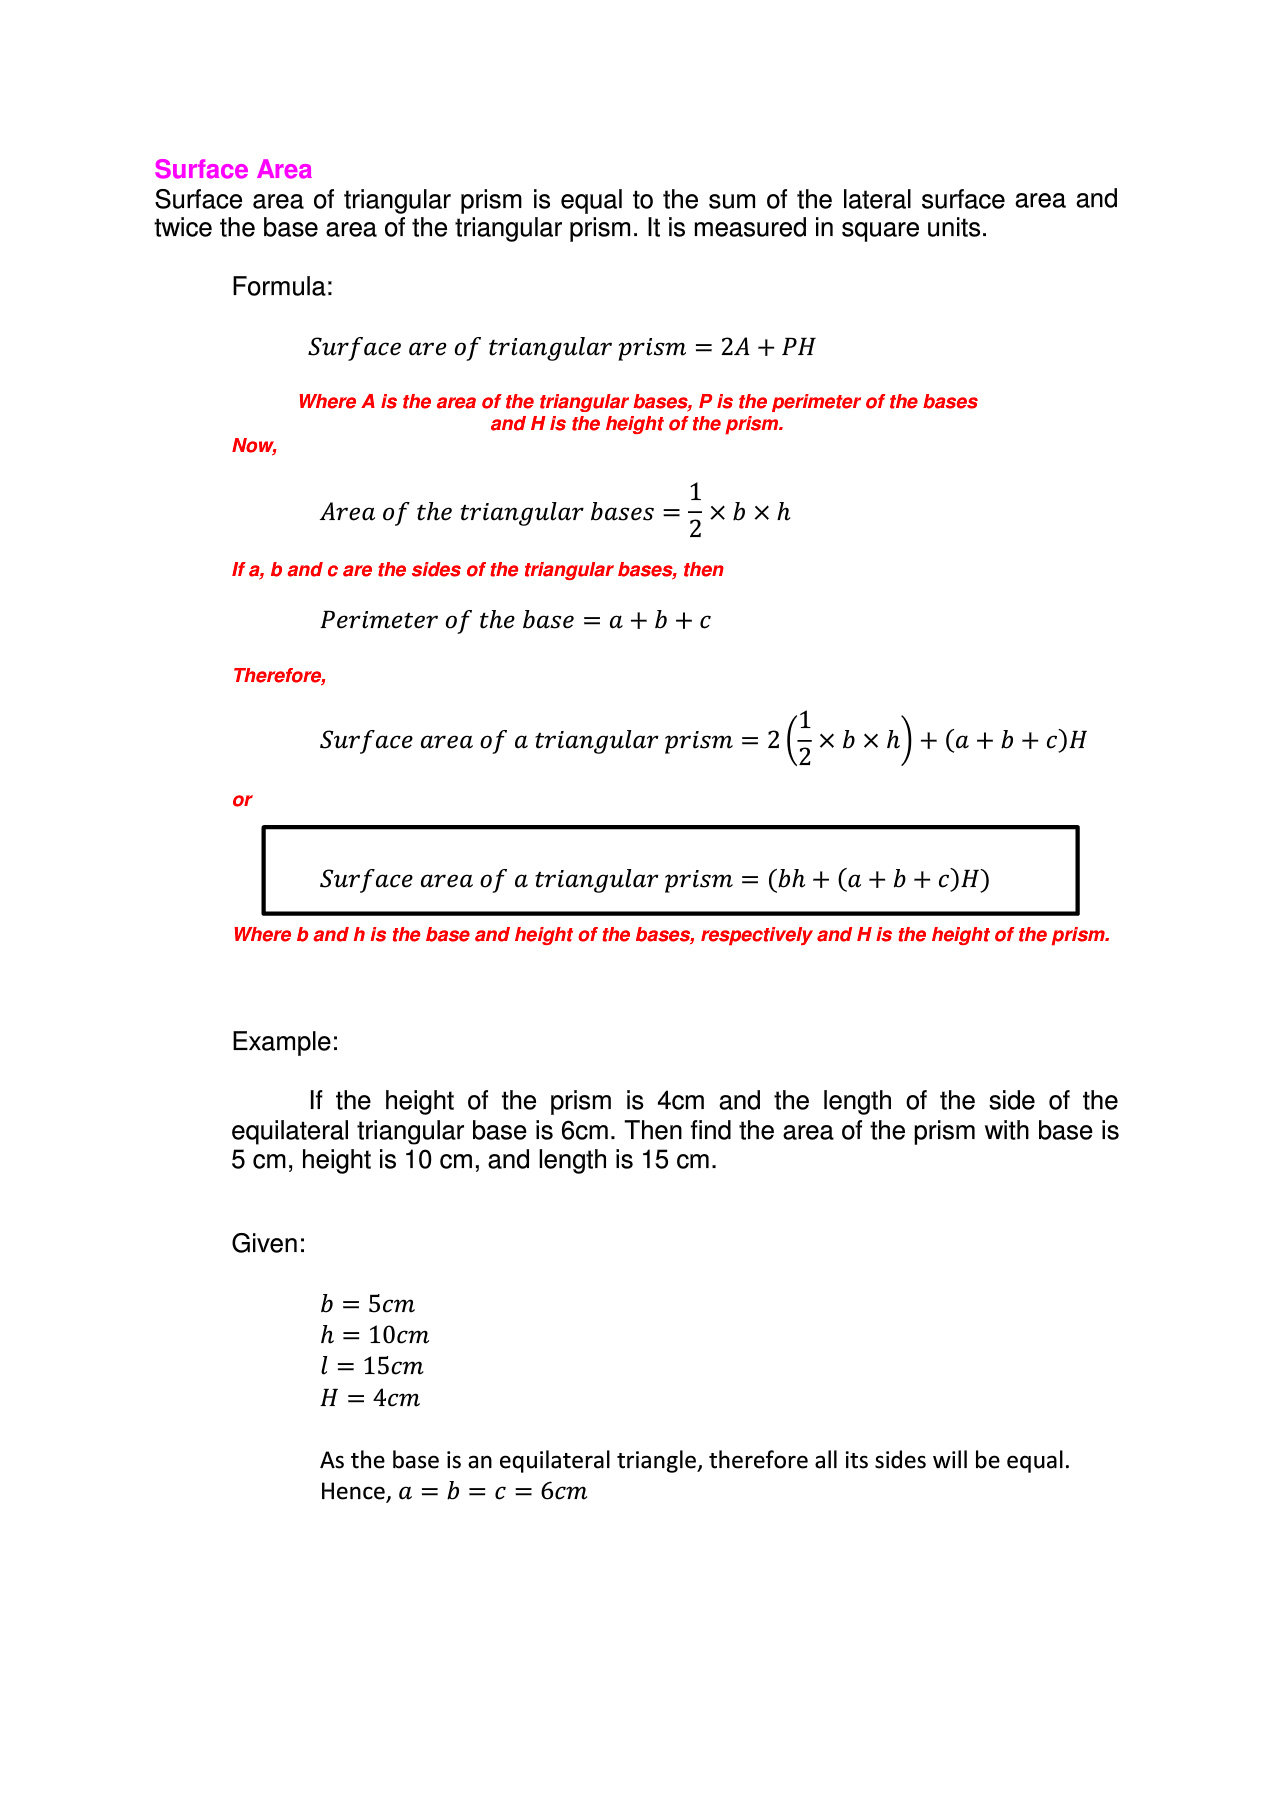 Surface Area
Surface area of triangular prism is equal to the sum of the lateral surface area and
twice the base area of the triangular prism. It is measured in square units.
Formula:
Surface are of triangular prism = 2A + PH
Where A is the area of the triangular bases, P is the perimeter of the bases
and H is the height of the prism.
Now,
Area of the triangular bases = 1/2 × b × h
If a, b and c are the sides of the triangular bases, then
Perimeter of the base = a + b + c
Therefore,
Surface area of a triangular prism = 2(1/2 × b × h) + (a + b + c)H
or
Surface area of a triangular prism = (bh + (a + b + c)H)
Where b and h is the base and height of the bases, respectively and H is the height of the prism.
Example:
If the height of the prism is 4cm and the length of the side of the
equilateral triangular base is 6cm. Then find the area of the prism with base is
5 cm, height is 10 cm, and length is 15 cm.
Given:
b = 5cm
h = 10cm
l = 15cm
H = 4cm
As the base is an equilateral triangle, therefore all its sides will be equal.
Hence, a = b = c = 6cm